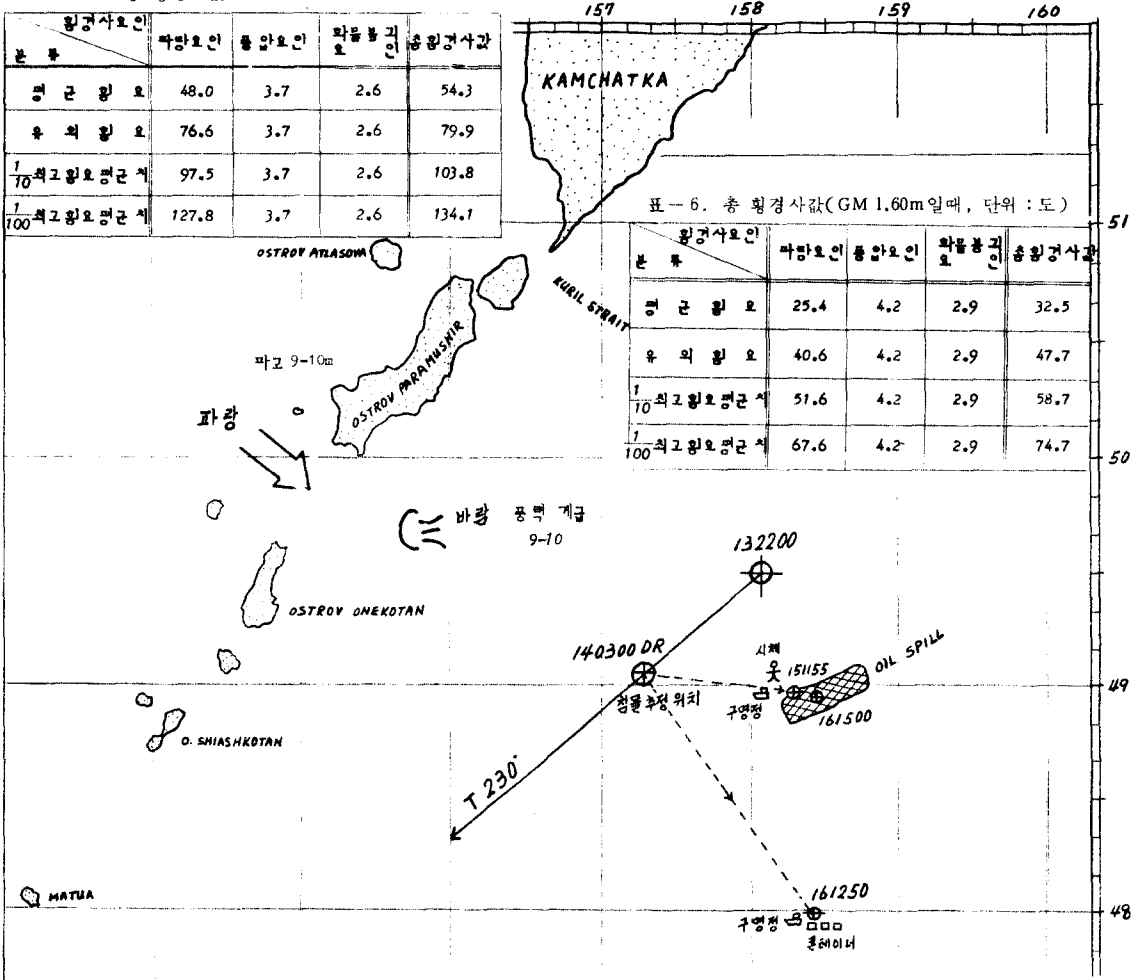 157 158 159 160
횡경사요인
분 류
파랑요인 풍압요인 화물붕괴요인 총횡경사값
평 균 횡 요 48.0 3.7 2.6 54.3
유 의 횡 요 76.6 3.7 2.6 79.9
1/10 최고횡요평균치 97.5 3.7 2.6 103.8
1/100 최고횡요평균치 127.8 3.7 2.6 134.1
KAMCHATKA
표-6. 총 횡경사값(GM 1.60m일때, 단위 : 도)
51
횡경사요인
분 류
파랑요인 풍압요인 화물붕괴요인 총횡경사값
평 균 횡 요 25.4 4.2 2.9 32.5
유 의 횡 요 40.6 4.2 2.9 47.7
1/10 최고횡요평균치 51.6 4.2 2.9 58.7
1/100 최고횡요평균치 67.6 4.2 2.9 74.7
OSTROV ATLASOVA
KURIL STRAIT
파고 9-10m
OSTROV PARAMUSHIR
파랑
50
바람 풍력 계급
9-10
132200
OSTROV ONEKOTAN
140300 DR
침몰추정위치
시체
151155
OIL SPILL
49
구명정
161500
O. SHIASHKOTAN
T 230°
MATUA
161250
48
구명정
콘테이너